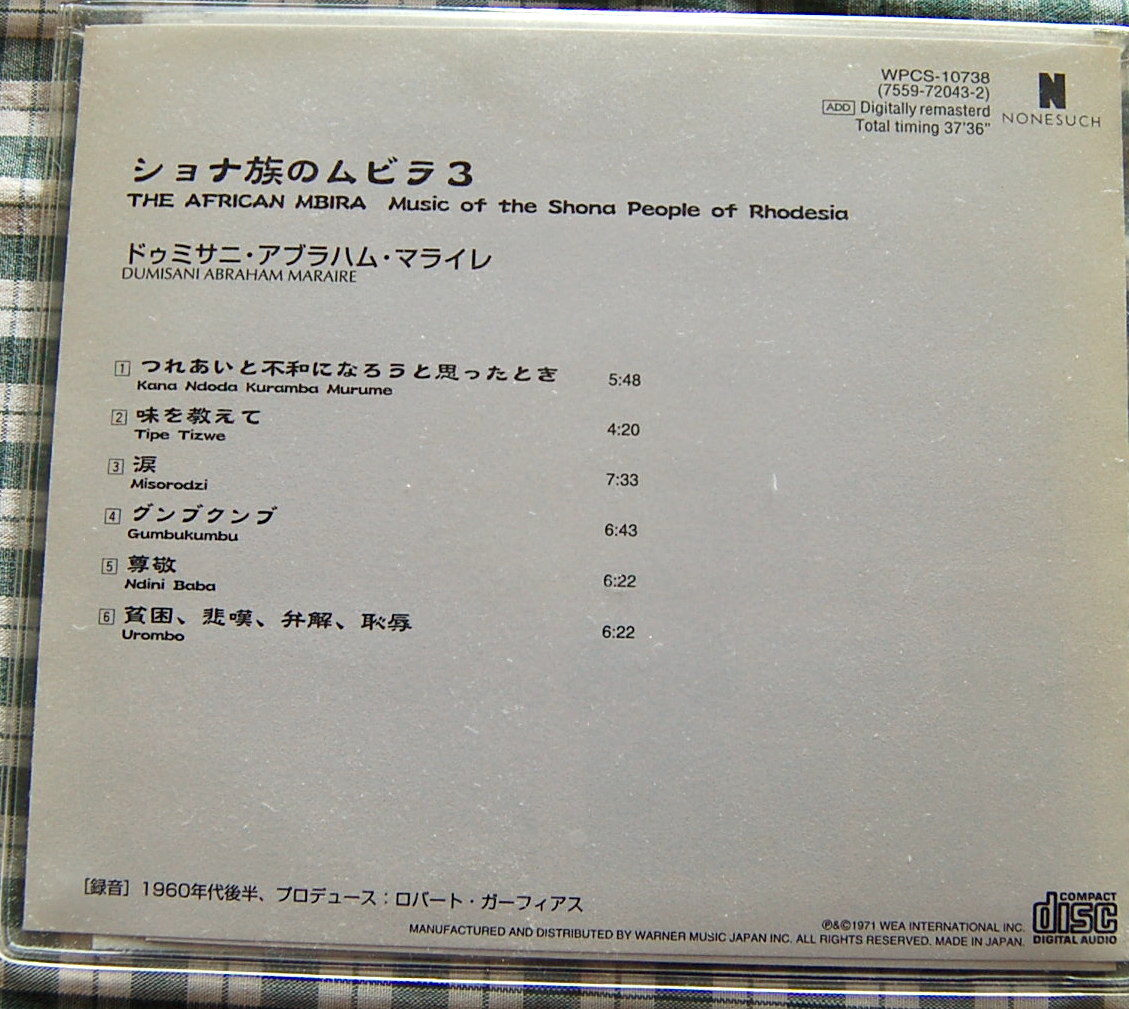 WPCS-10738
(7559-72043-2)
ADD Digitally remasterd
Total timing 37'36"
N
NONESUCH
ショナ族のムビラ3
THE AFRICAN MBIRA Music of the Shona People of Rhodesia
ドゥミサニ・アブラハム・マライレ
DUMISANI ABRAHAM MARAIRE
1 つれあいと不和になろうと思ったとき 5:48
Kana Ndoda Kuramba Murume
2 味を教えて 4:20
Tipe Tizwe
3 涙 7:33
Misorodzi
4 グンブクンブ 6:43
Gumbukumbu
5 尊敬 6:22
Ndini Baba
6 貧困、悲嘆、弁解、恥辱 6:22
Urombo
[録音] 1960年代後半、プロデュース：ロバート・ガーフィアス
℗&©1971 WEA INTERNATIONAL INC.
MANUFACTURED AND DISTRIBUTED BY WARNER MUSIC JAPAN INC. ALL RIGHTS RESERVED. MADE IN JAPAN.
COMPACT
disc
DIGITAL AUDIO